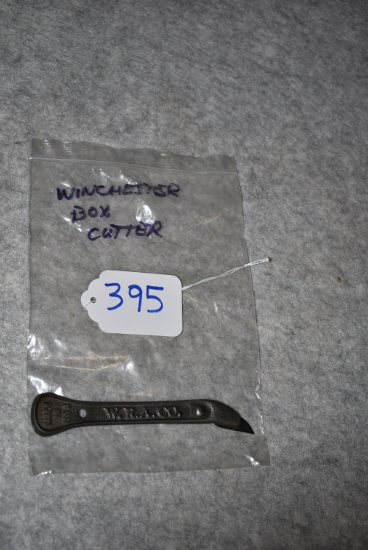 WINCHESTER
BOX
CUTTER
395
W.R.A.CO.